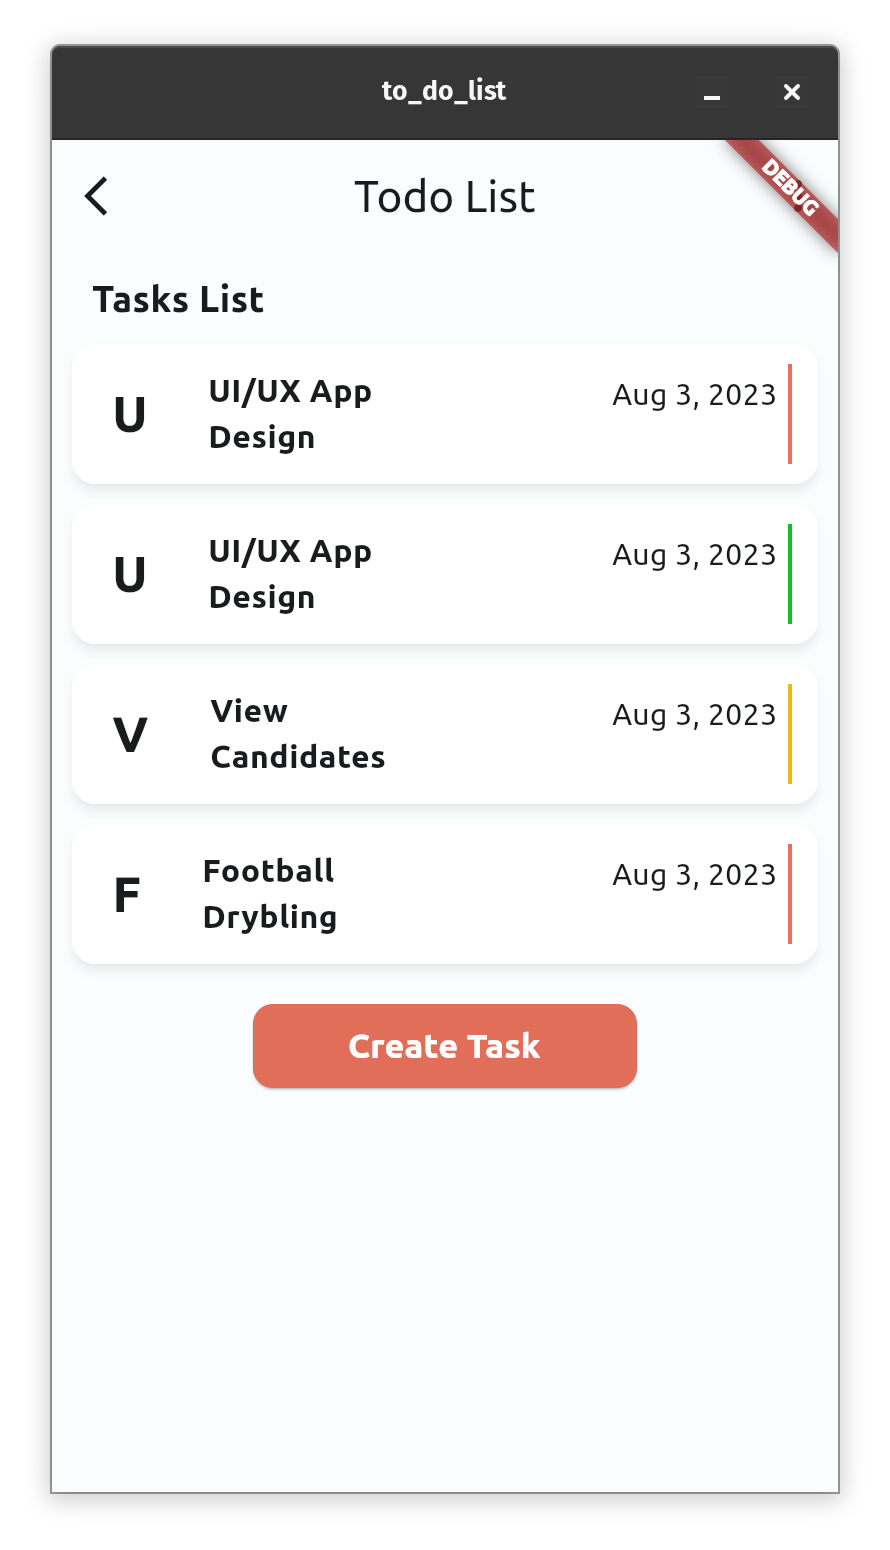 to_do_list
DEBUG
Todo List
Tasks List
U
UI/UX App
Design
Aug 3, 2023
U
UI/UX App
Design
Aug 3, 2023
V
View
Candidates
Aug 3, 2023
F
Football
Drybling
Aug 3, 2023
Create Task